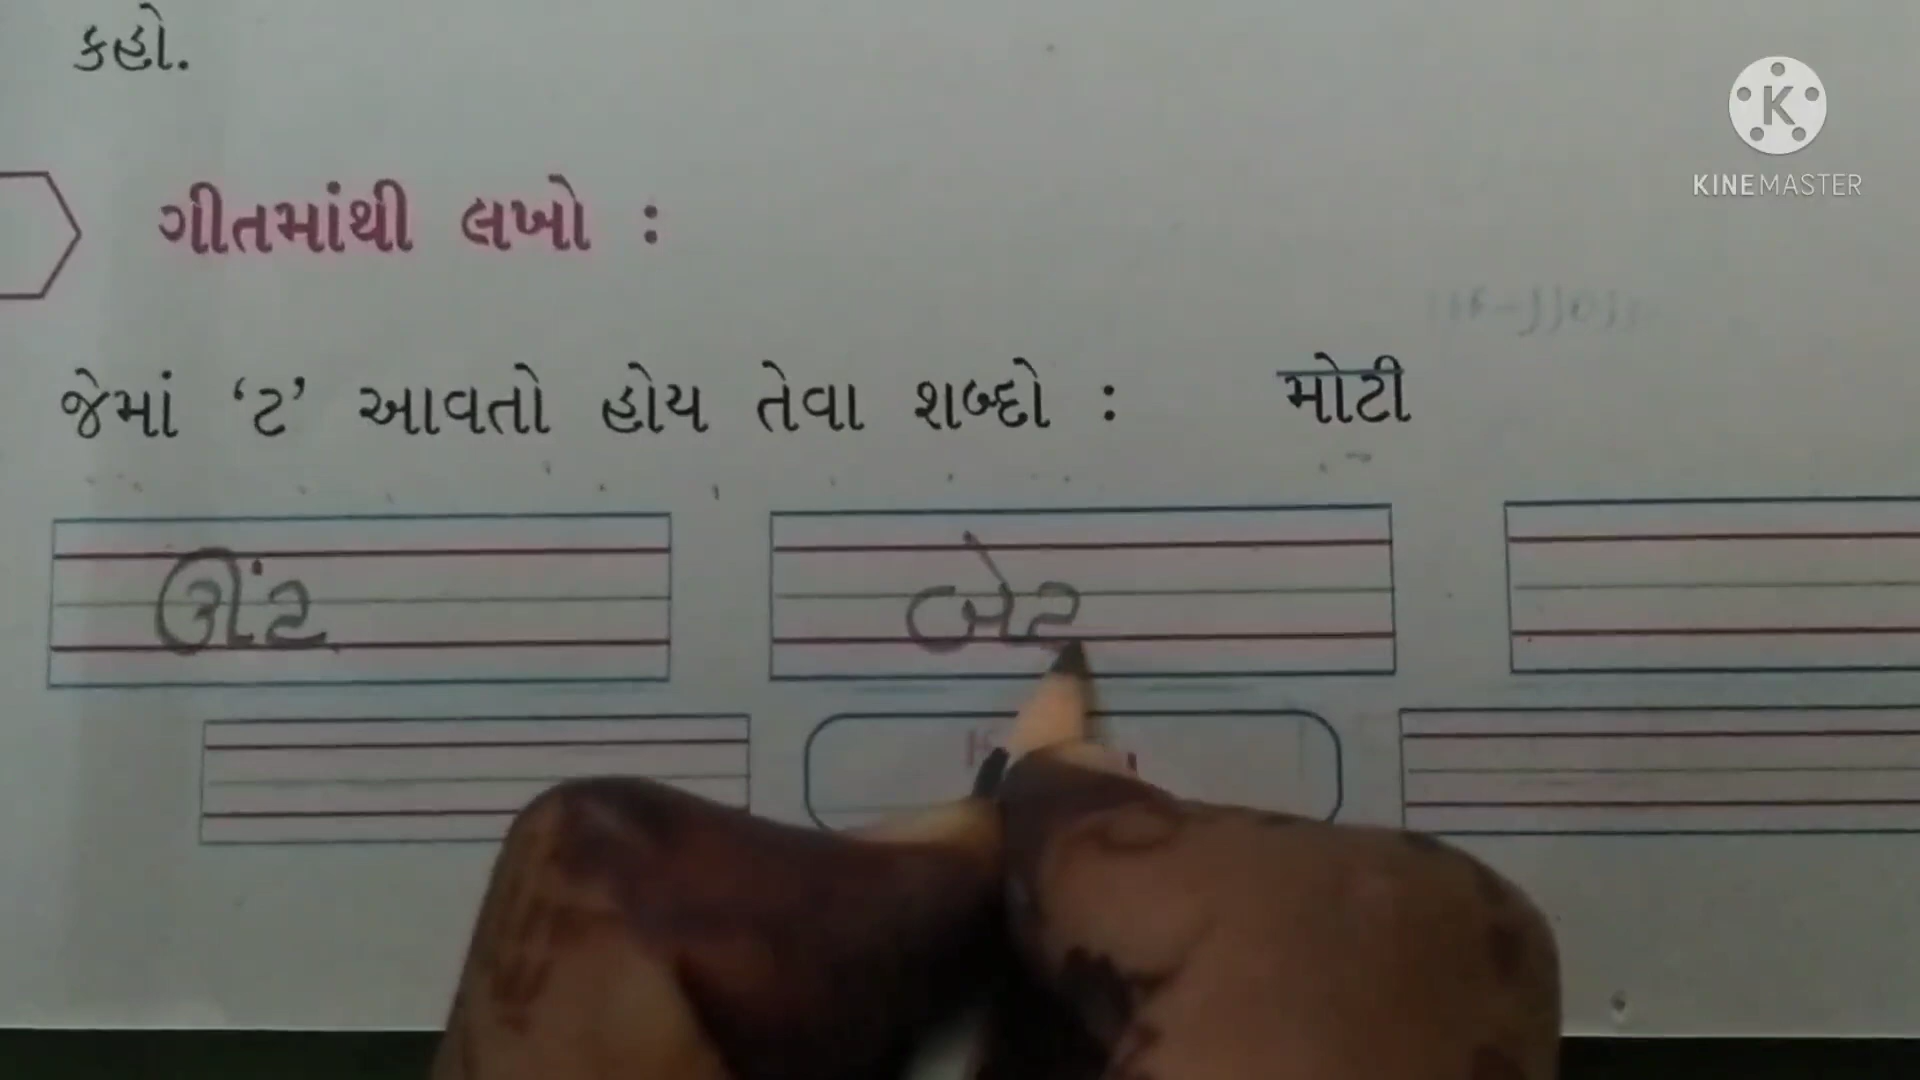 કહો.
K
KINEMASTER
ગીતમાંથી લખો :
જેમાં ‘ટ’ આવતો હોય તેવા શબ્દો : મોટી
ઊંટ બેટ